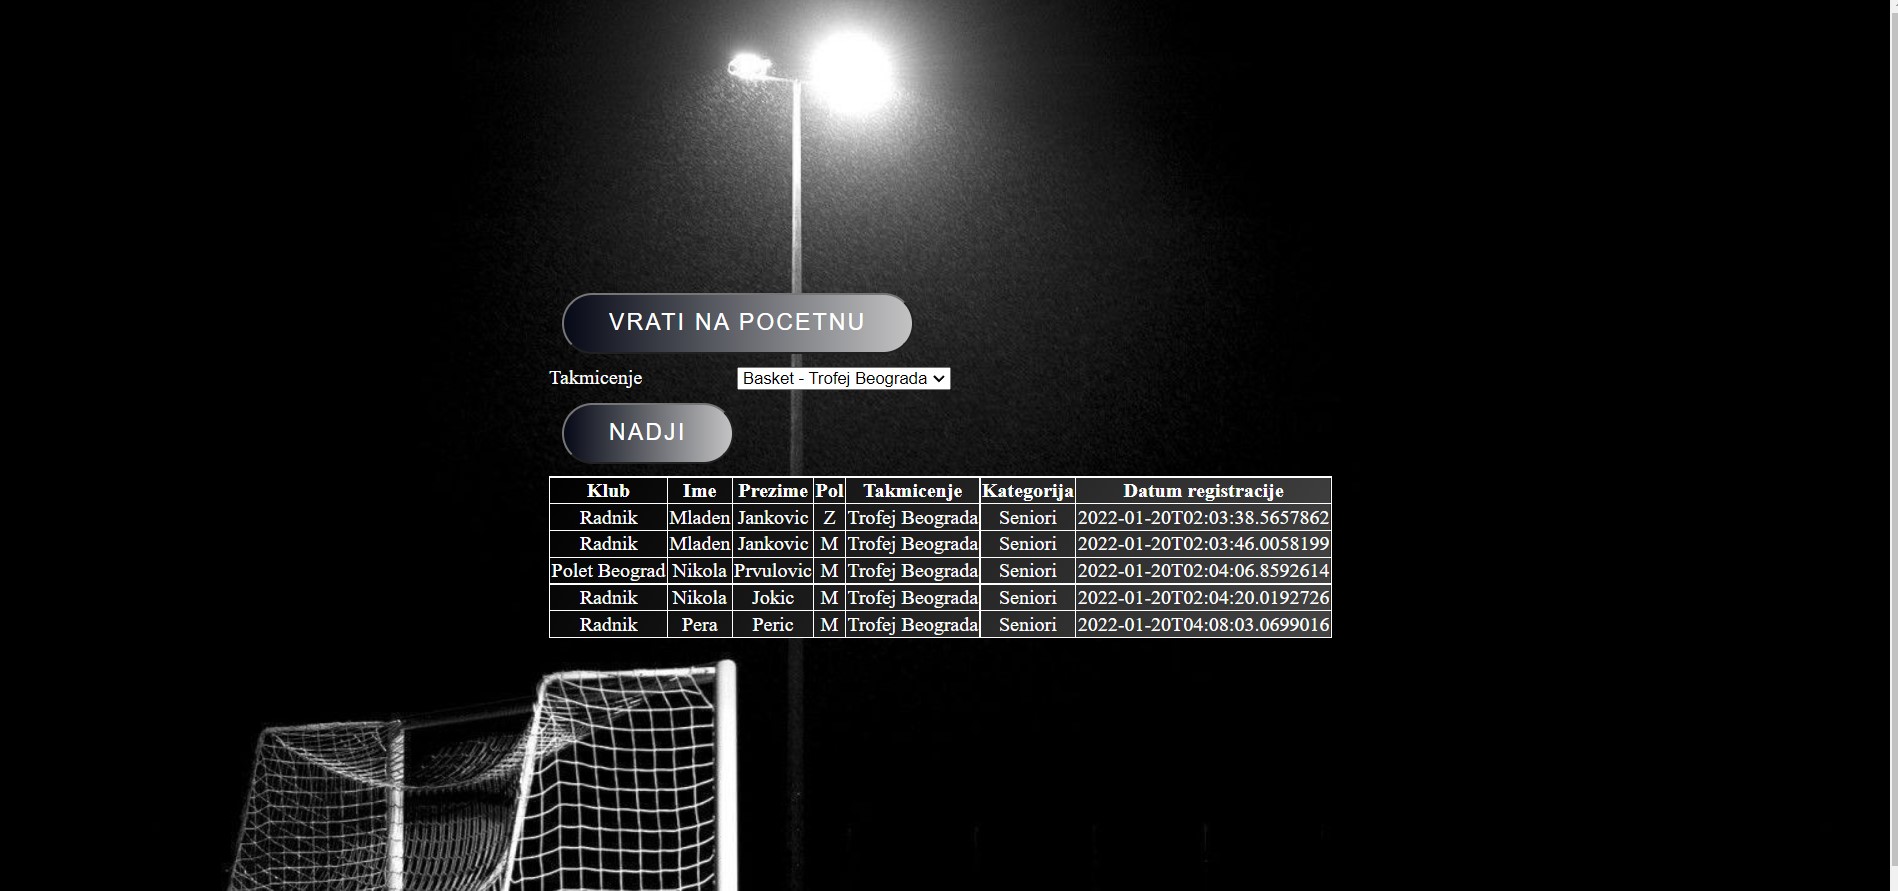 VRATI NA POCETNU
Takmicenje Basket - Trofej Beograda
NADJI
Klub Ime Prezime Pol Takmicenje Kategorija Datum registracije
Radnik Mladen Jankovic Z Trofej Beograda Seniori 2022-01-20T02:03:38.5657862
Radnik Mladen Jankovic M Trofej Beograda Seniori 2022-01-20T02:03:46.0058199
Polet Beograd Nikola Prvulovic M Trofej Beograda Seniori 2022-01-20T02:04:06.8592614
Radnik Nikola Jokic M Trofej Beograda Seniori 2022-01-20T02:04:20.0192726
Radnik Pera Peric M Trofej Beograda Seniori 2022-01-20T04:08:03.0699016